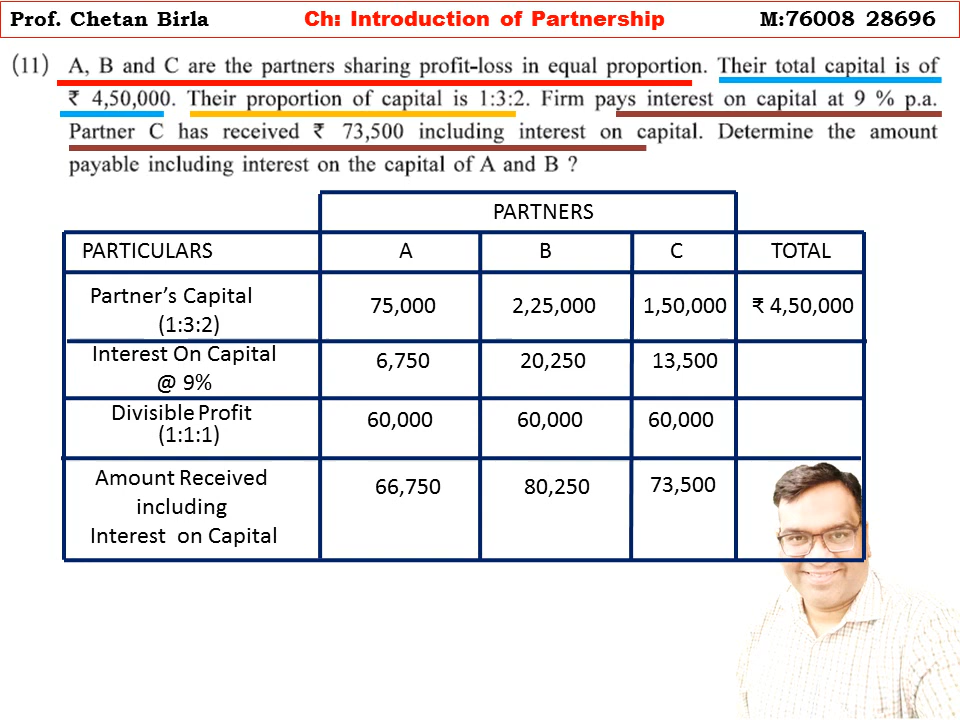 Prof. Chetan Birla Ch: Introduction of Partnership M:76008 28696
(11) A, B and C are the partners sharing profit-loss in equal proportion. Their total capital is of
₹ 4,50,000. Their proportion of capital is 1:3:2. Firm pays interest on capital at 9 % p.a.
Partner C has received ₹ 73,500 including interest on capital. Determine the amount
payable including interest on the capital of A and B ?
PARTNERS
PARTICULARS A B C TOTAL
Partner's Capital
(1:3:2) 75,000 2,25,000 1,50,000 ₹ 4,50,000
Interest On Capital
@ 9% 6,750 20,250 13,500
Divisible Profit
(1:1:1) 60,000 60,000 60,000
Amount Received
including
Interest on Capital 66,750 80,250 73,500